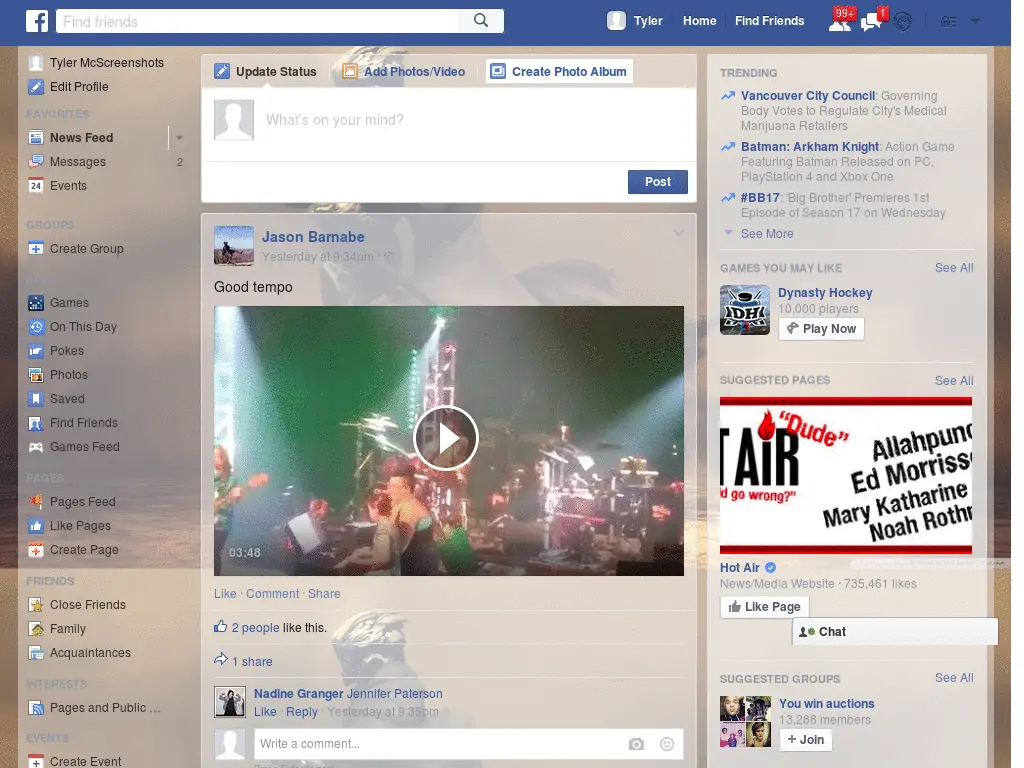 Find friends
Tyler
Home
Find Friends
99+
1
Tyler McScreenshots
Edit Profile
FAVORITES
News Feed
Messages
2
24
Events
GROUPS
Create Group
Games
On This Day
Pokes
Photos
Saved
Find Friends
Games Feed
PAGES
Pages Feed
Like Pages
Create Page
FRIENDS
Close Friends
Family
Acquaintances
INTERESTS
Pages and Public ...
EVENTS
Create Event
Update Status
Add Photos/Video
Create Photo Album
What's on your mind?
Post
Jason Barnabe
Yesterday at 9:34pm ·
Good tempo
03:48
Like · Comment · Share
2 people like this.
1 share
Nadine Granger Jennifer Paterson
Like · Reply · Yesterday at 9:35pm
Write a comment...
TRENDING
Vancouver City Council: Governing
Body Votes to Regulate City's Medical
Marijuana Retailers
Batman: Arkham Knight: Action Game
Featuring Batman Released on PC,
PlayStation 4 and Xbox One
#BB17: 'Big Brother' Premieres 1st
Episode of Season 17 on Wednesday
See More
GAMES YOU MAY LIKE
See All
DH
Dynasty Hockey
10,000 players
Play Now
SUGGESTED PAGES
See All
T AIR
"Dude"
d go wrong?"
Allahpunc
Ed Morriss
Mary Katharine
Noah Rothr
Hot Air
News/Media Website · 735,461 likes
Like Page
Chat
SUGGESTED GROUPS
See All
You win auctions
13,288 members
+ Join